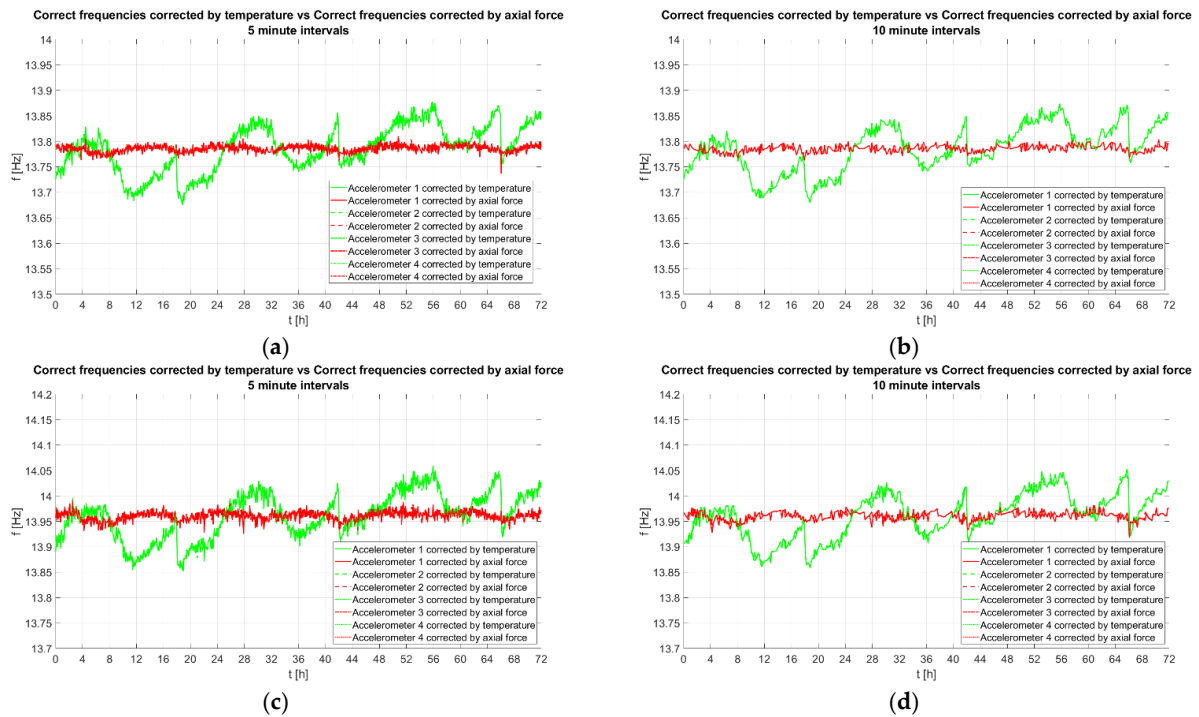 Correct frequencies corrected by temperature vs Correct frequencies corrected by axial force
5 minute intervals
14
13.95
13.9
13.85
13.8
13.75
13.7
13.65
13.6
13.55
13.5
f [Hz]
Accelerometer 1 corrected by temperature
Accelerometer 1 corrected by axial force
Accelerometer 2 corrected by temperature
Accelerometer 2 corrected by axial force
Accelerometer 3 corrected by temperature
Accelerometer 3 corrected by axial force
Accelerometer 4 corrected by temperature
Accelerometer 4 corrected by axial force
0 4 8 12 16 20 24 28 32 36 40 44 48 52 56 60 64 68 72
t [h]
(a)
Correct frequencies corrected by temperature vs Correct frequencies corrected by axial force
10 minute intervals
14
13.95
13.9
13.85
13.8
13.75
13.7
13.65
13.6
13.55
13.5
f [Hz]
Accelerometer 1 corrected by temperature
Accelerometer 1 corrected by axial force
Accelerometer 2 corrected by temperature
Accelerometer 2 corrected by axial force
Accelerometer 3 corrected by temperature
Accelerometer 3 corrected by axial force
Accelerometer 4 corrected by temperature
Accelerometer 4 corrected by axial force
0 4 8 12 16 20 24 28 32 36 40 44 48 52 56 60 64 68 72
t [h]
(b)
Correct frequencies corrected by temperature vs Correct frequencies corrected by axial force
5 minute intervals
14.2
14.15
14.1
14.05
14
13.95
13.9
13.85
13.8
13.75
13.7
f [Hz]
Accelerometer 1 corrected by temperature
Accelerometer 1 corrected by axial force
Accelerometer 2 corrected by temperature
Accelerometer 2 corrected by axial force
Accelerometer 3 corrected by temperature
Accelerometer 3 corrected by axial force
Accelerometer 4 corrected by temperature
Accelerometer 4 corrected by axial force
0 4 8 12 16 20 24 28 32 36 40 44 48 52 56 60 64 68 72
t [h]
(c)
Correct frequencies corrected by temperature vs Correct frequencies corrected by axial force
10 minute intervals
14.2
14.15
14.1
14.05
14
13.95
13.9
13.85
13.8
13.75
13.7
f [Hz]
Accelerometer 1 corrected by temperature
Accelerometer 1 corrected by axial force
Accelerometer 2 corrected by temperature
Accelerometer 2 corrected by axial force
Accelerometer 3 corrected by temperature
Accelerometer 3 corrected by axial force
Accelerometer 4 corrected by temperature
Accelerometer 4 corrected by axial force
0 4 8 12 16 20 24 28 32 36 40 44 48 52 56 60 64 68 72
t [h]
(d)